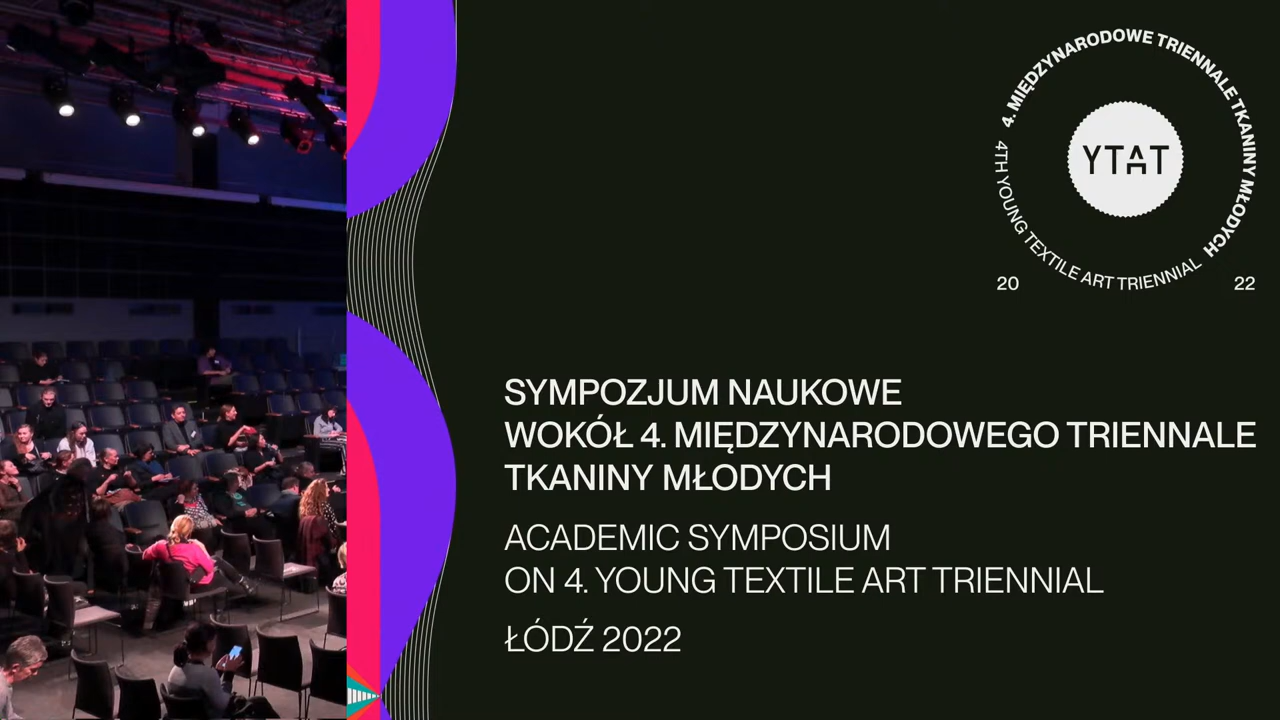 4. MIĘDZYNARODOWE TRIENNALE TKANINY MŁODYCH
4TH YOUNG TEXTILE ART TRIENNIAL
YTAT
20 22
SYMPOZJUM NAUKOWE
WOKÓŁ 4. MIĘDZYNARODOWEGO TRIENNALE
TKANINY MŁODYCH
ACADEMIC SYMPOSIUM
ON 4. YOUNG TEXTILE ART TRIENNIAL
ŁÓDŹ 2022